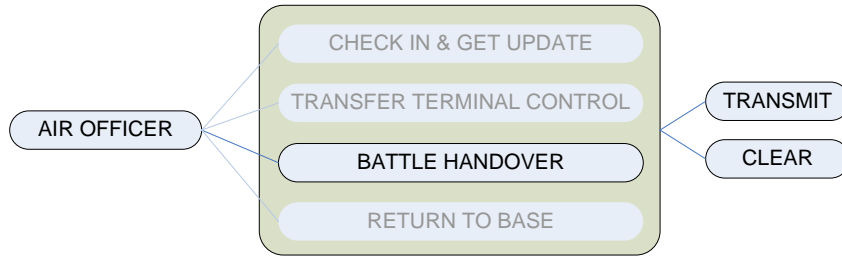 AIR OFFICER
CHECK IN & GET UPDATE
TRANSFER TERMINAL CONTROL
BATTLE HANDOVER
RETURN TO BASE
TRANSMIT
CLEAR